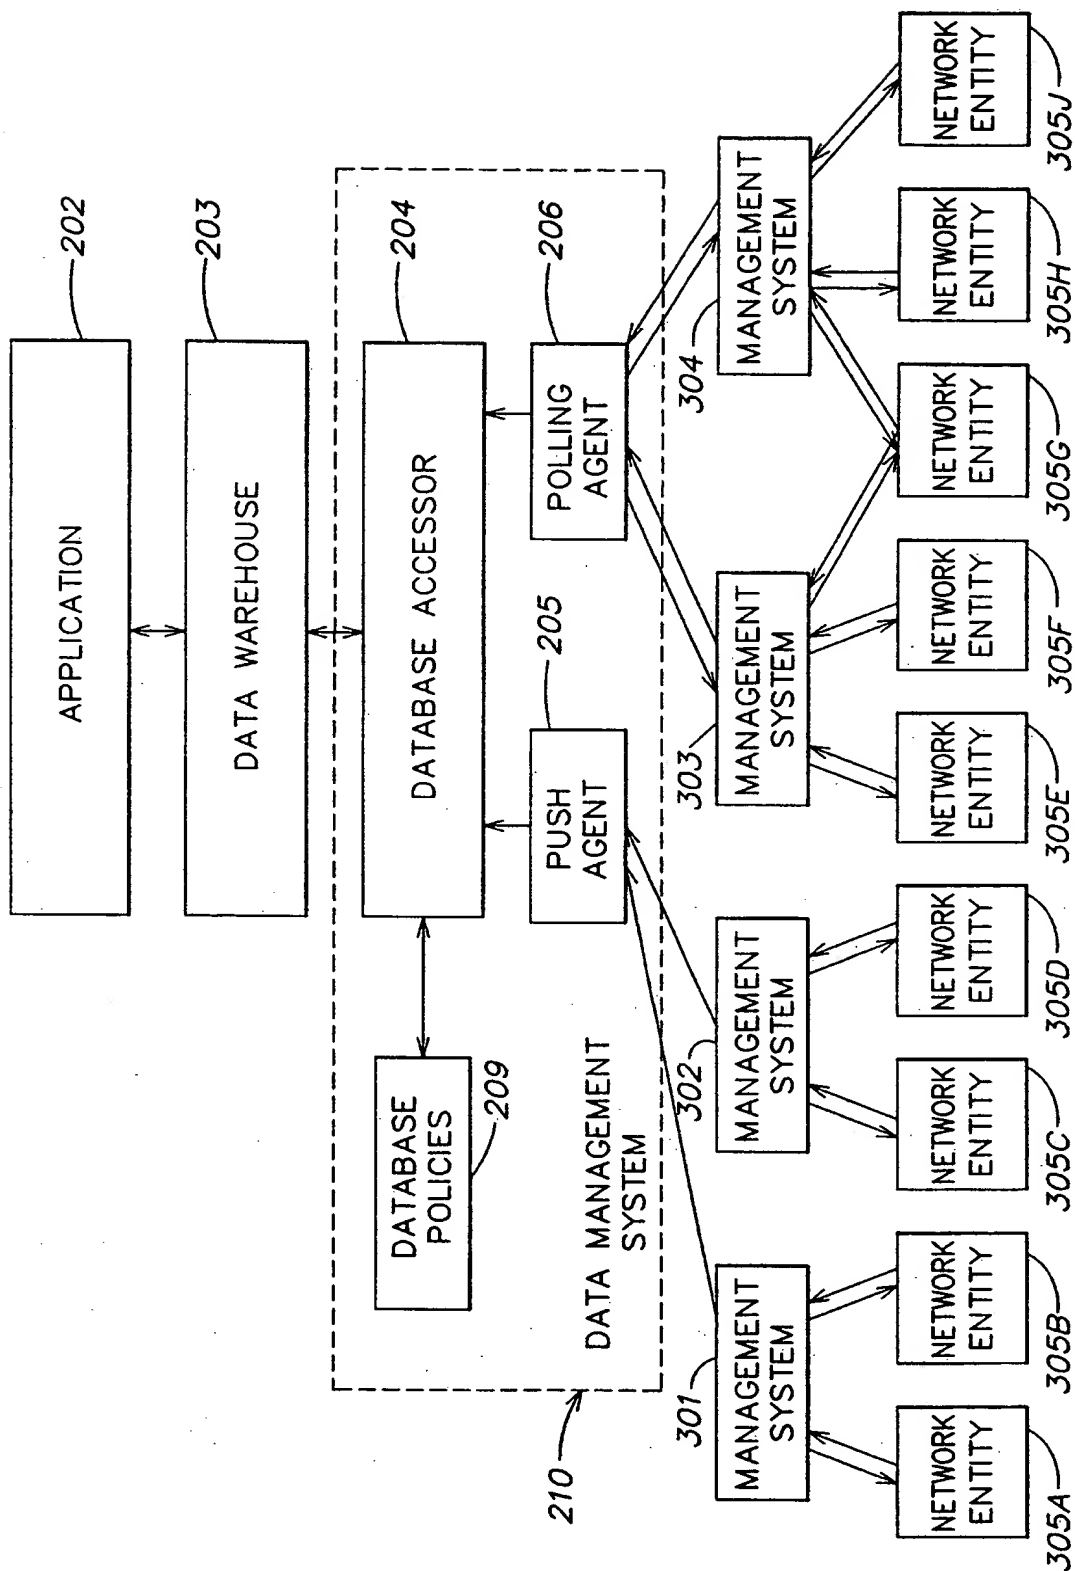 APPLICATION
202
DATA WAREHOUSE
203
DATABASE ACCESSOR
204
DATABASE
POLICIES
209
PUSH
AGENT
205
POLLING
AGENT
206
DATA MANAGEMENT
SYSTEM
210
301
MANAGEMENT
SYSTEM
302
MANAGEMENT
SYSTEM
303
MANAGEMENT
SYSTEM
304
MANAGEMENT
SYSTEM
NETWORK
ENTITY
305A
NETWORK
ENTITY
305B
NETWORK
ENTITY
305C
NETWORK
ENTITY
305D
NETWORK
ENTITY
305E
NETWORK
ENTITY
305F
NETWORK
ENTITY
305G
NETWORK
ENTITY
305H
NETWORK
ENTITY
305J